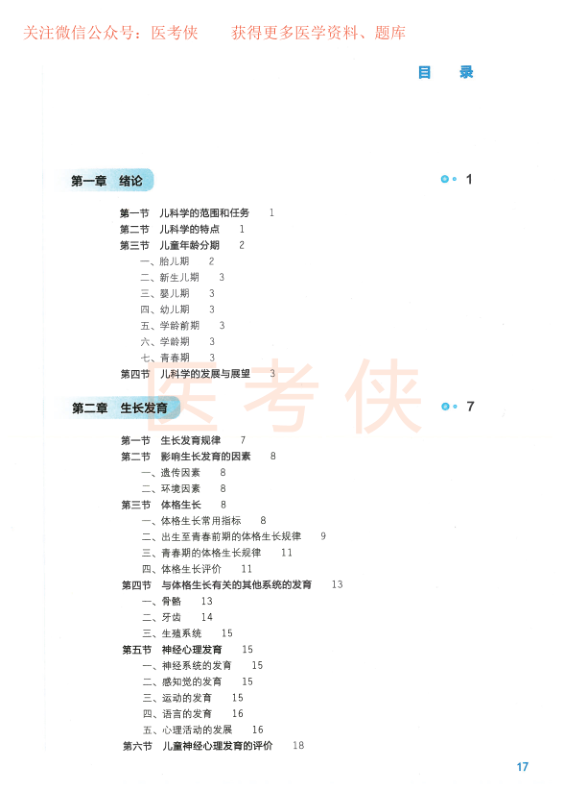 关注微信公众号：医考侠 获得更多医学资料、题库
目 录
第一章 绪论 1
第一节 儿科学的范围和任务 1
第二节 儿科学的特点 1
第三节 儿童年龄分期 2
一、胎儿期 2
二、新生儿期 3
三、婴儿期 3
四、幼儿期 3
五、学龄前期 3
六、学龄期 3
七、青春期 3
第四节 儿科学的发展与展望 3
医考侠
第二章 生长发育 7
第一节 生长发育规律 7
第二节 影响生长发育的因素 8
一、遗传因素 8
二、环境因素 8
第三节 体格生长 8
一、体格生长常用指标 8
二、出生至青春前期的体格生长规律 9
三、青春期的体格生长规律 11
四、体格生长评价 11
第四节 与体格生长有关的其他系统的发育 13
一、骨骼 13
二、牙齿 14
三、生殖系统 15
第五节 神经心理发育 15
一、神经系统的发育 15
二、感知觉的发育 15
三、运动的发育 15
四、语言的发育 16
五、心理活动的发展 16
第六节 儿童神经心理发育的评价 18
17